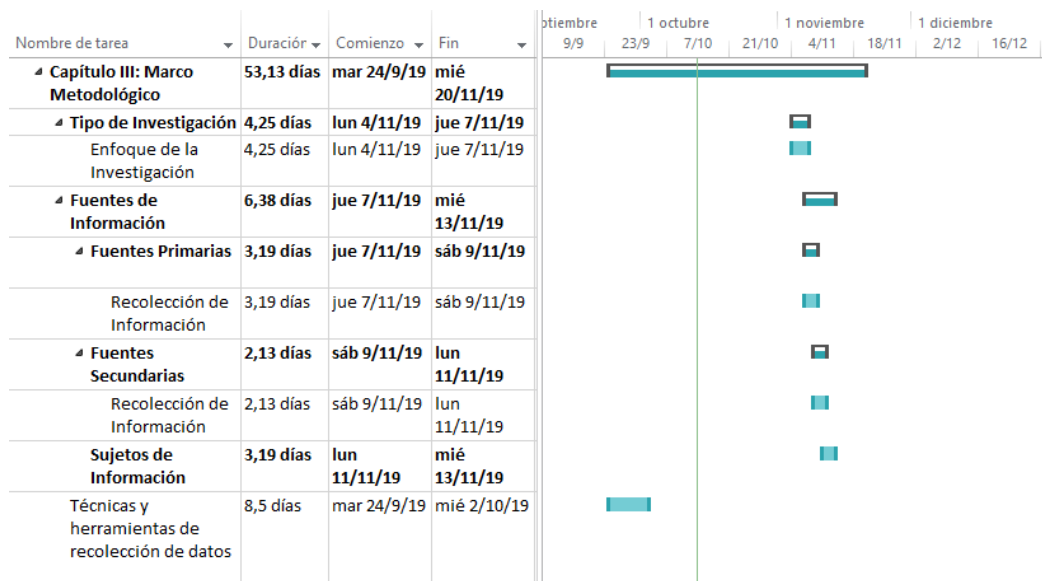 ptiembre 1 octubre 1 noviembre 1 diciembre
Nombre de tarea Duración Comienzo Fin 9/9 23/9 7/10 21/10 4/11 18/11 2/12 16/12
Capítulo III: Marco 53,13 días mar 24/9/19 mié
Metodológico 20/11/19
Tipo de Investigación 4,25 días lun 4/11/19 jue 7/11/19
Enfoque de la 4,25 días lun 4/11/19 jue 7/11/19
Investigación
Fuentes de 6,38 días jue 7/11/19 mié
Información 13/11/19
Fuentes Primarias 3,19 días jue 7/11/19 sáb 9/11/19
Recolección de 3,19 días jue 7/11/19 sáb 9/11/19
Información
Fuentes 2,13 días sáb 9/11/19 lun
Secundarias 11/11/19
Recolección de 2,13 días sáb 9/11/19 lun
Información 11/11/19
Sujetos de 3,19 días lun mié
Información 11/11/19 13/11/19
Técnicas y 8,5 días mar 24/9/19 mié 2/10/19
herramientas de
recolección de datos